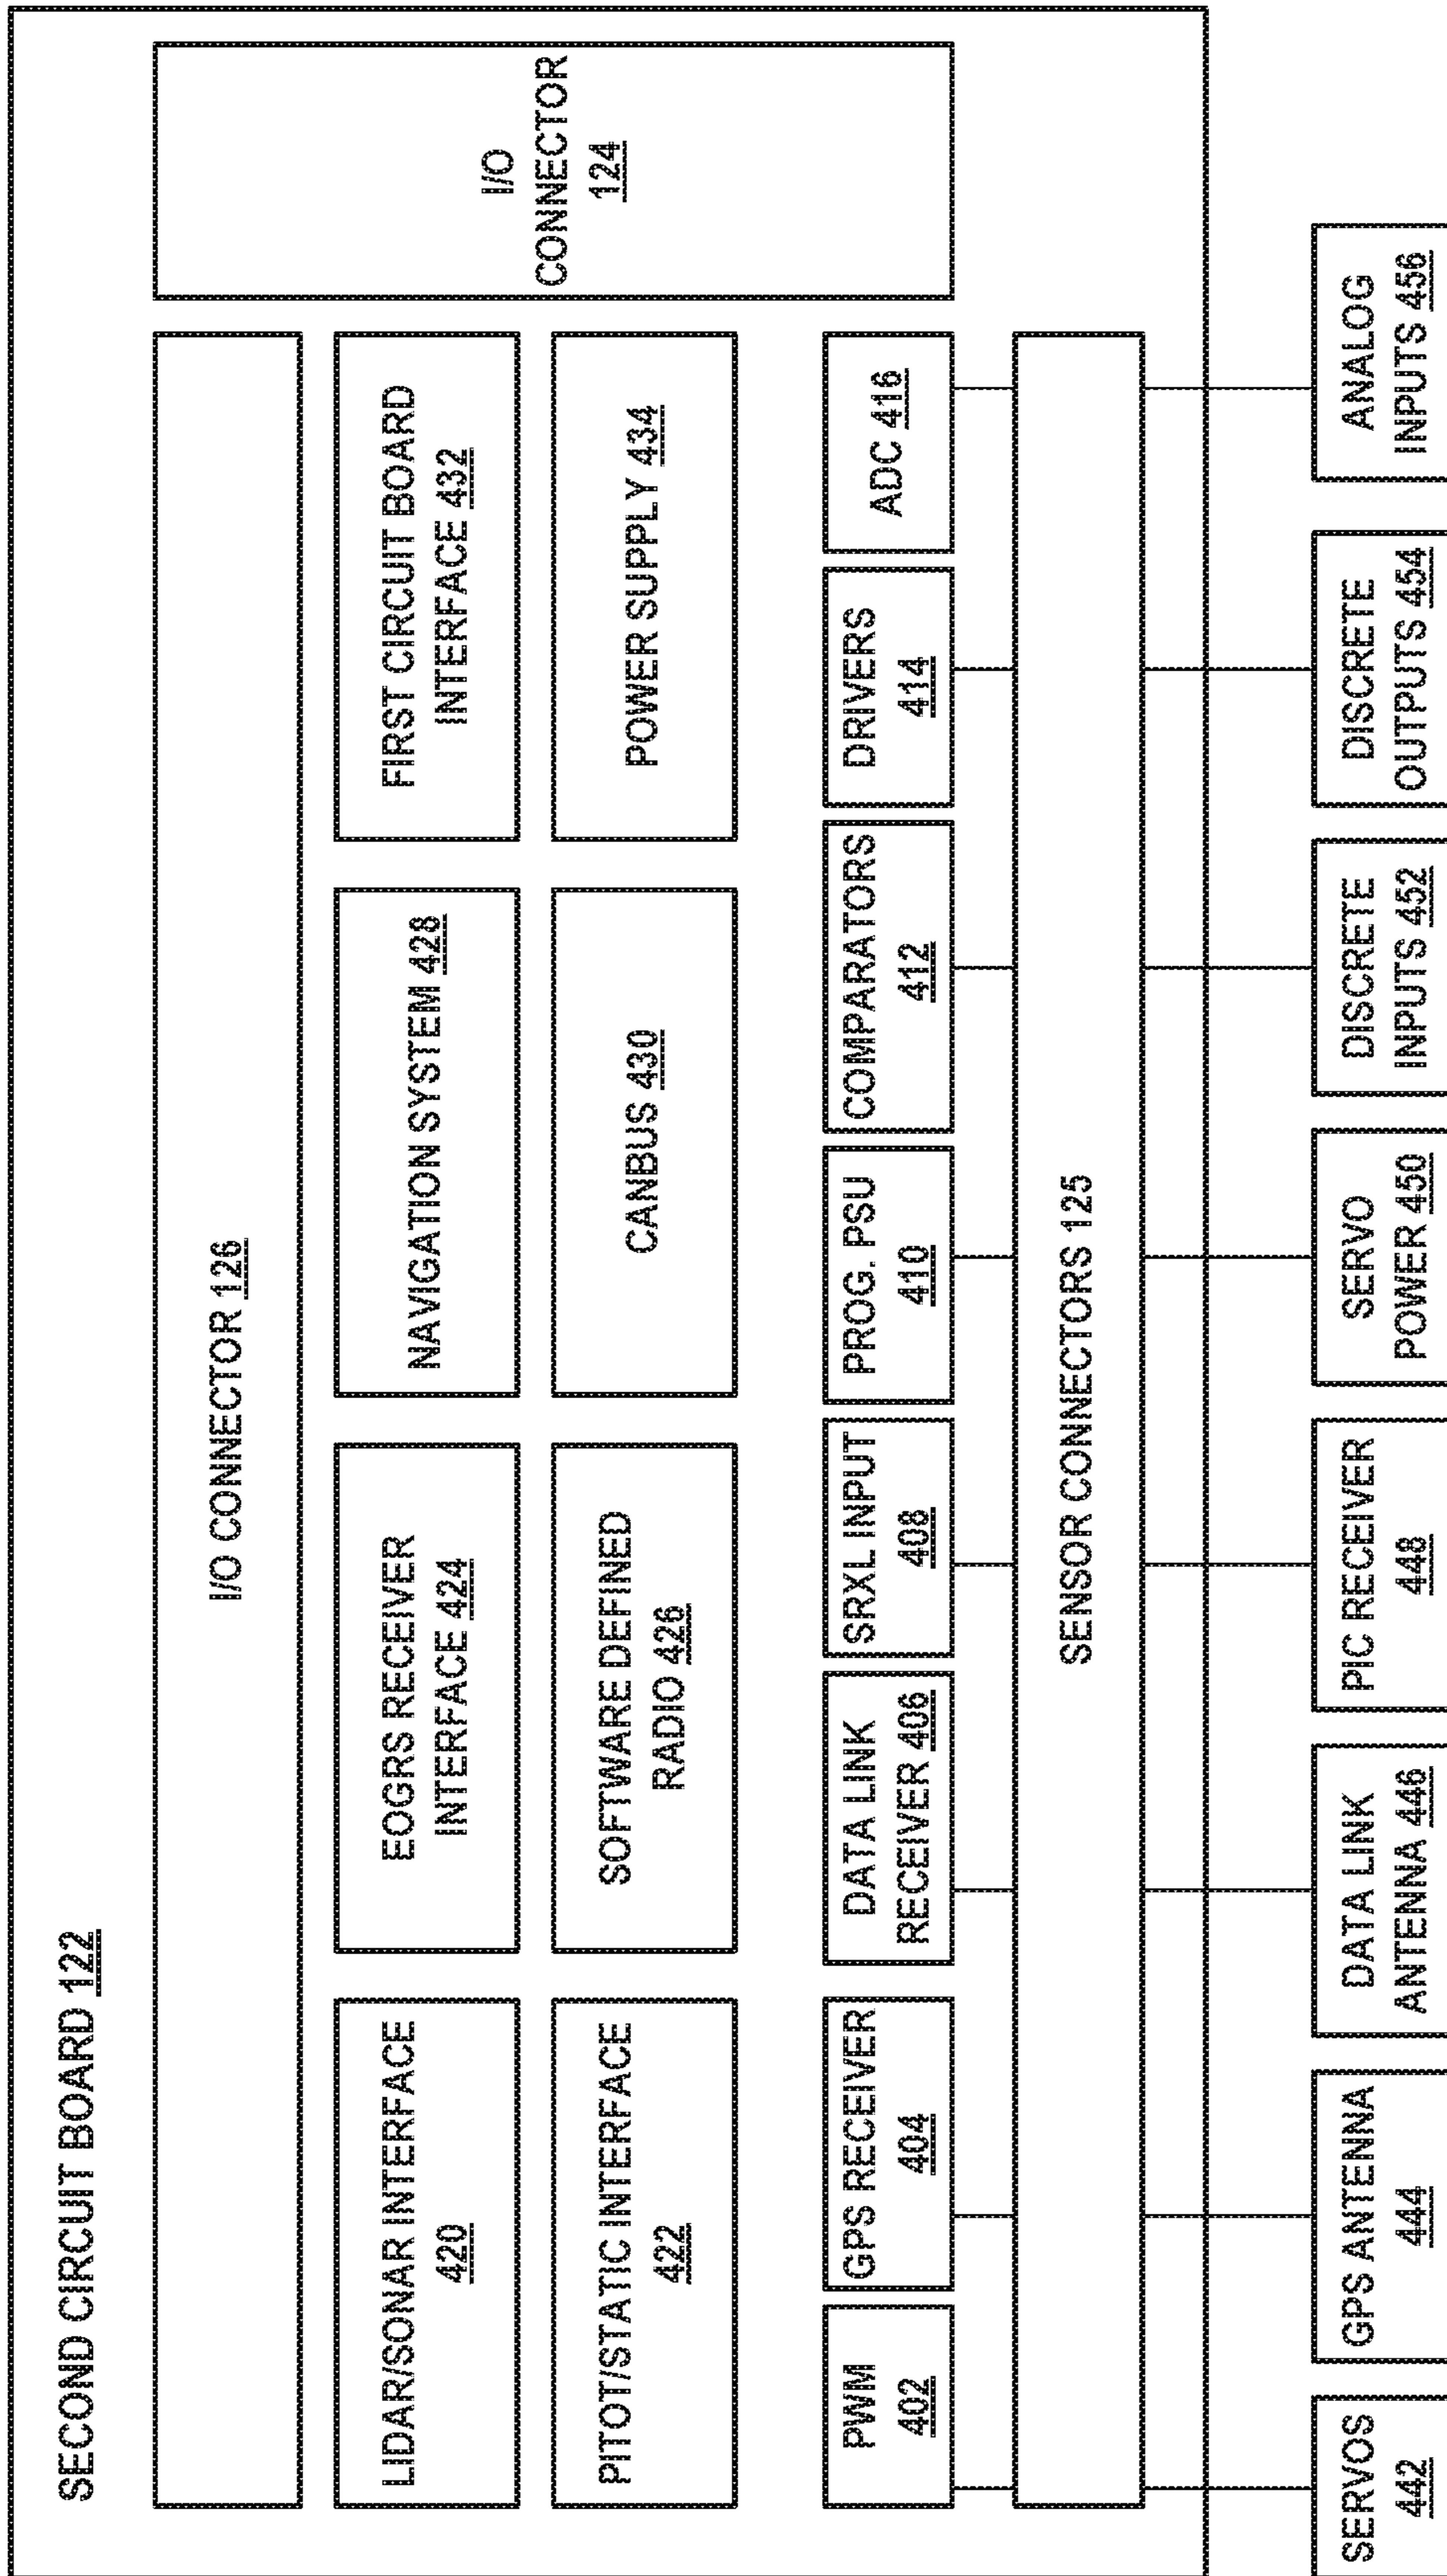 SECOND CIRCUIT BOARD 122
I/O CONNECTOR 126
I/O
CONNECTOR
124
LIDAR/SONAR INTERFACE
420
EOGRS RECEIVER
INTERFACE 424
NAVIGATION SYSTEM 428
FIRST CIRCUIT BOARD
INTERFACE 432
PITOT/STATIC INTERFACE
422
SOFTWARE DEFINED
RADIO 426
CANBUS 430
POWER SUPPLY 434
PWM
402
GPS RECEIVER
404
DATA LINK
RECEIVER 406
SRXL INPUT
408
PROG. PSU
410
COMPARATORS
412
DRIVERS
414
ADC 416
SENSOR CONNECTORS 125
SERVOS
442
GPS ANTENNA
444
DATA LINK
ANTENNA 446
PIC RECEIVER
448
SERVO
POWER 450
DISCRETE
INPUTS 452
DISCRETE
OUTPUTS 454
ANALOG
INPUTS 456